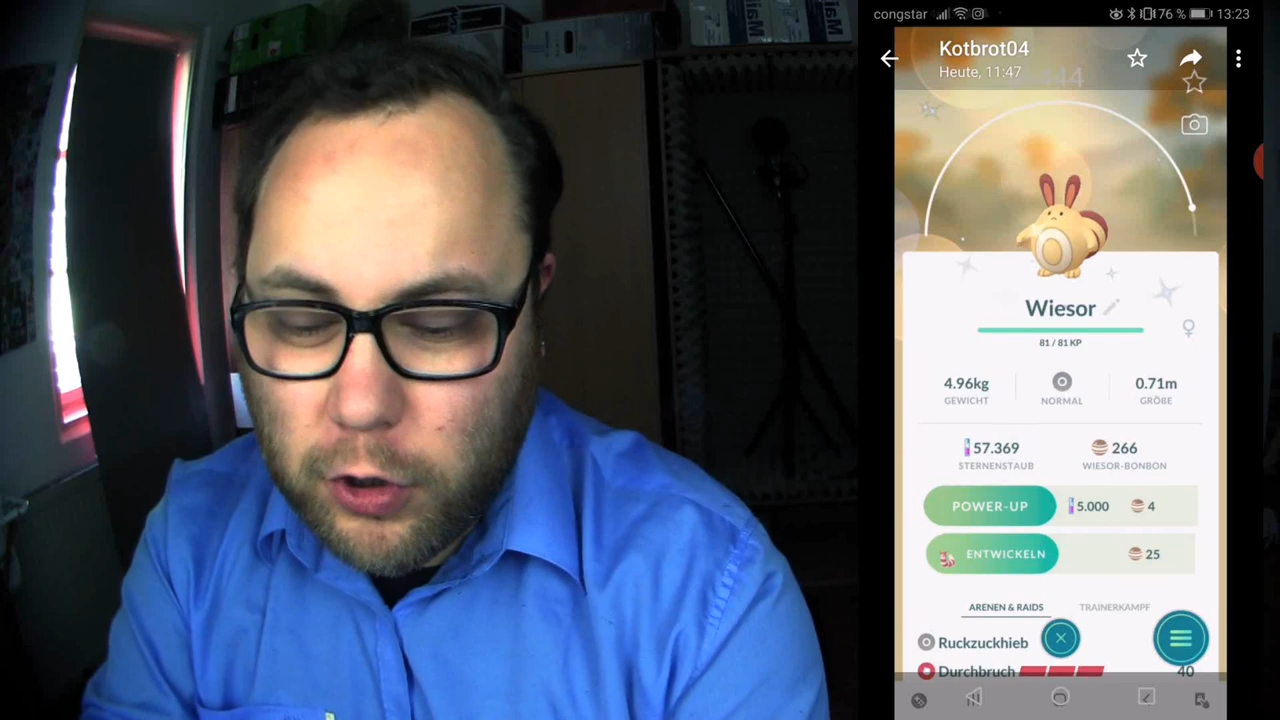 congstar 76 % 13:23
Kotbrot04
Heute, 11:47
Wiesor
81 / 81 KP
4.96kg 0.71m
GEWICHT NORMAL GRÖßE
57.369 266
STERNENSTAUB WIESOR-BONBON
POWER-UP 5.000 4
ENTWICKELN 25
ARENEN & RAIDS TRAINERKAMPF
Ruckzuckhieb
Durchbruch 40